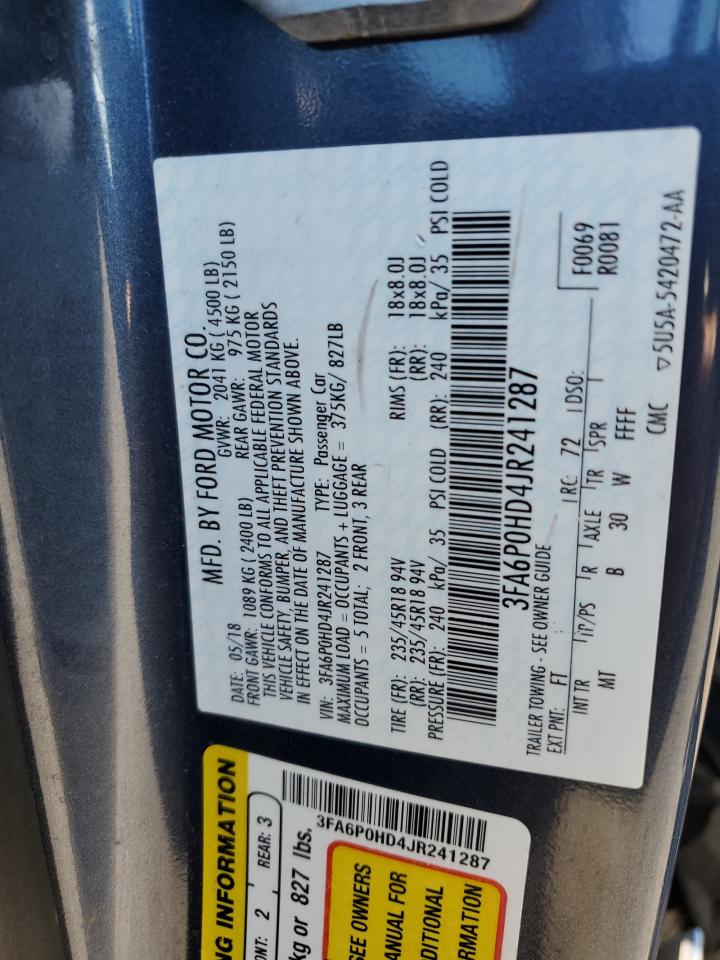 MFD. BY FORD MOTOR CO.
DATE: 05/18 GVWR: 2041 KG ( 4500 LB)
FRONT GAWR: 1089 KG ( 2400 LB) REAR GAWR: 975 KG ( 2150 LB)
THIS VEHICLE CONFORMS TO ALL APPLICABLE FEDERAL MOTOR
VEHICLE SAFETY, BUMPER, AND THEFT PREVENTION STANDARDS
IN EFFECT ON THE DATE OF MANUFACTURE SHOWN ABOVE.
VIN: 3FA6P0HD4JR241287 TYPE: Passenger Car
MAXIMUM LOAD = OCCUPANTS + LUGGAGE = 375KG/ 827LB
OCCUPANTS = 5 TOTAL; 2 FRONT, 3 REAR
TIRE (FR): 235/45R18 94V RIMS (FR): 18x8.0J
(RR): 235/45R18 94V (RR): 18x8.0J
PRESSURE (FR): 240 kPa/ 35 PSI COLD (RR): 240 kPa/ 35 PSI COLD
3FA6P0HD4JR241287
TRAILER TOWING - SEE OWNER GUIDE
EXT PNT: FT RC: 72 DSO:
INT TR TP/PS R AXLE TR SPR
MT B 30 W FFFF
F0069
R0081
CMC ▽5U5A-5420472-AA
NG INFORMATION
ONT: 2 REAR: 3
kg or 827 lbs.
3FA6P0HD4JR241287
SEE OWNERS
ANUAL FOR
DITIONAL
RMATION